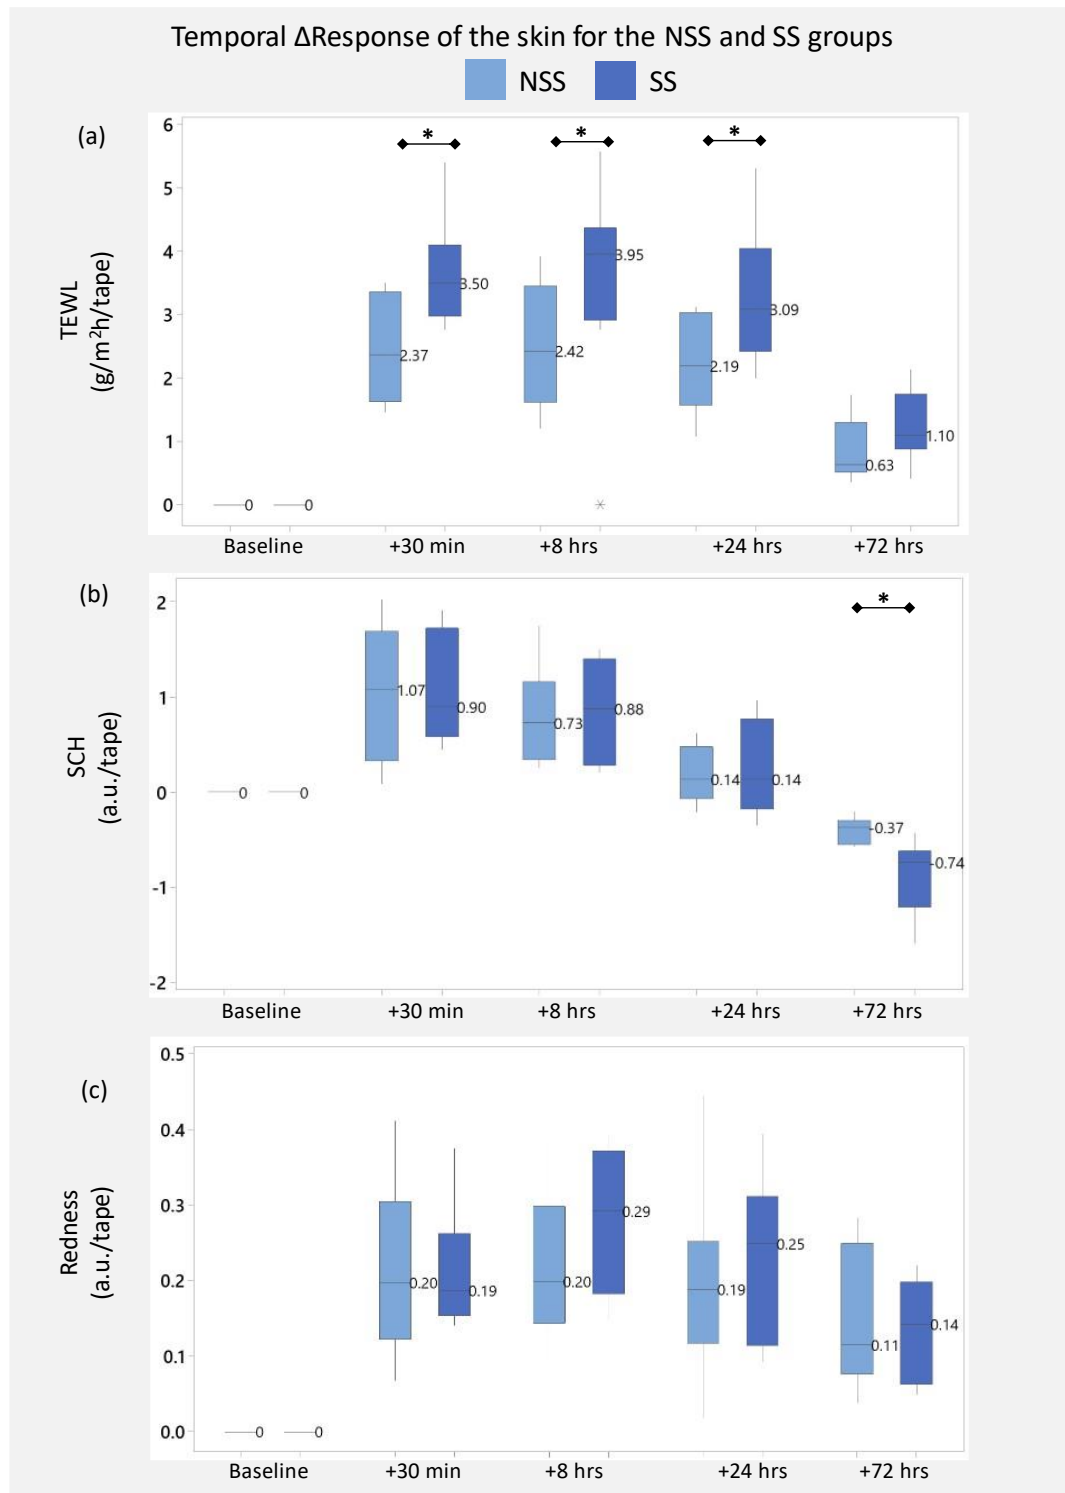 Temporal ΔResponse of the skin for the NSS and SS groups
NSS SS
(a)
TEWL
(g/m²h/tape)
6
5
4
3
2
1
0
0 0
2.37 3.50
2.42 3.95
2.19 3.09
0.63 1.10
* * *
Baseline +30 min +8 hrs +24 hrs +72 hrs
(b)
SCH
(a.u./tape)
2
1
0
-1
-2
0 0
1.07 0.90
0.73 0.88
0.14 0.14
-0.37 -0.74
*
Baseline +30 min +8 hrs +24 hrs +72 hrs
(c)
Redness
(a.u./tape)
0.5
0.4
0.3
0.2
0.1
0.0
0 0
0.20 0.19
0.20 0.29
0.19 0.25
0.11 0.14
Baseline +30 min +8 hrs +24 hrs +72 hrs